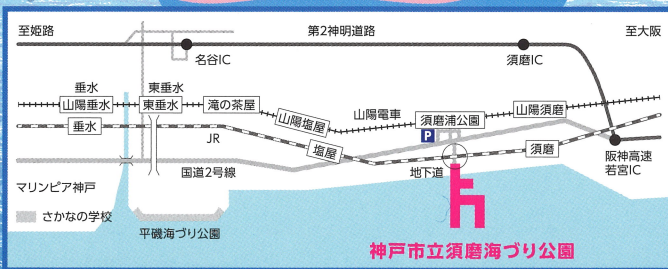 至姫路
第2神明道路
至大阪
名谷IC
須磨IC
垂水
東垂水
山陽垂水
東垂水
滝の茶屋
山陽塩屋
山陽電車
須磨浦公園
山陽須磨
P
垂水
JR
塩屋
須磨
阪神高速
若宮IC
国道2号線
地下道
マリンピア神戸
さかなの学校
平磯海づり公園
神戸市立須磨海づり公園